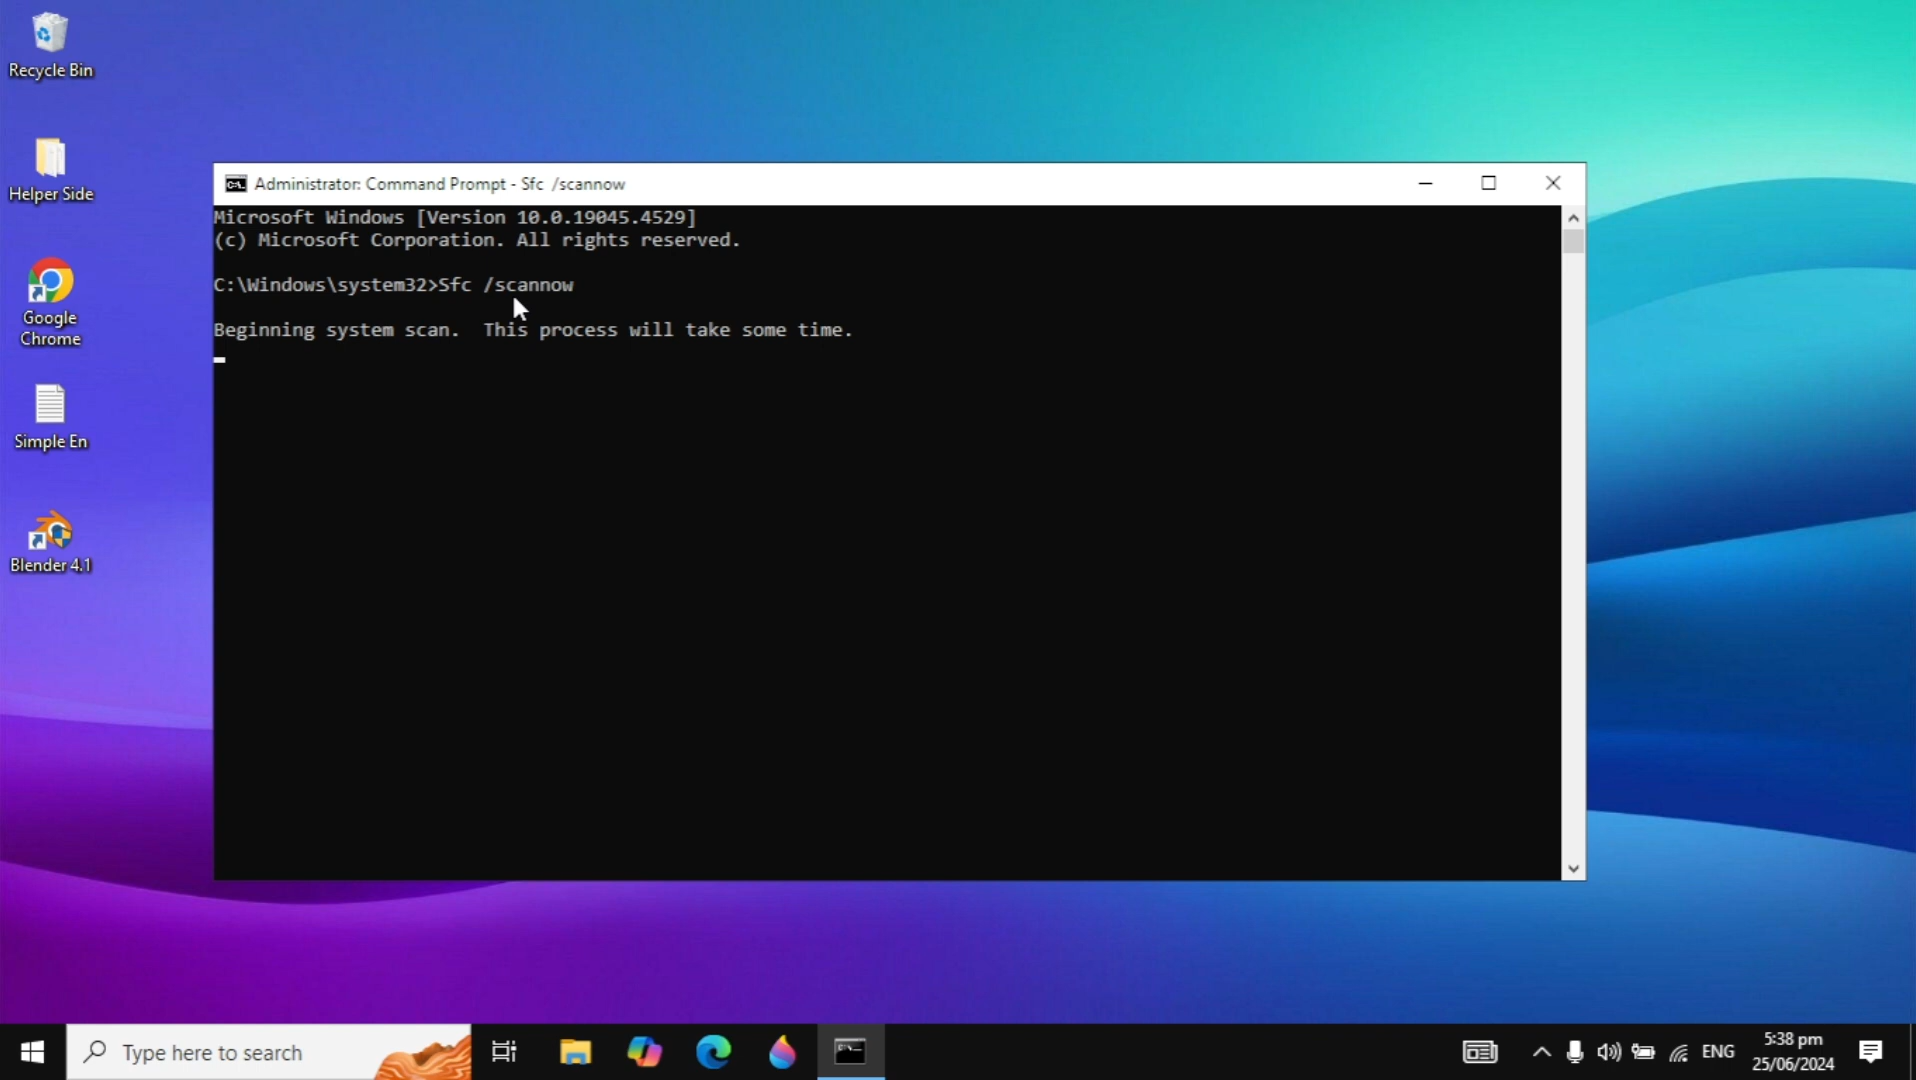 Recycle Bin
Helper Side
Google
Chrome
Simple En
Blender 4.1
Administrator: Command Prompt - Sfc  /scannow
Microsoft Windows [Version 10.0.19045.4529]
(c) Microsoft Corporation. All rights reserved.
C:\Windows\system32>Sfc /scannow
Beginning system scan.  This process will take some time.
Type here to search
ENG
5:38 pm
25/06/2024